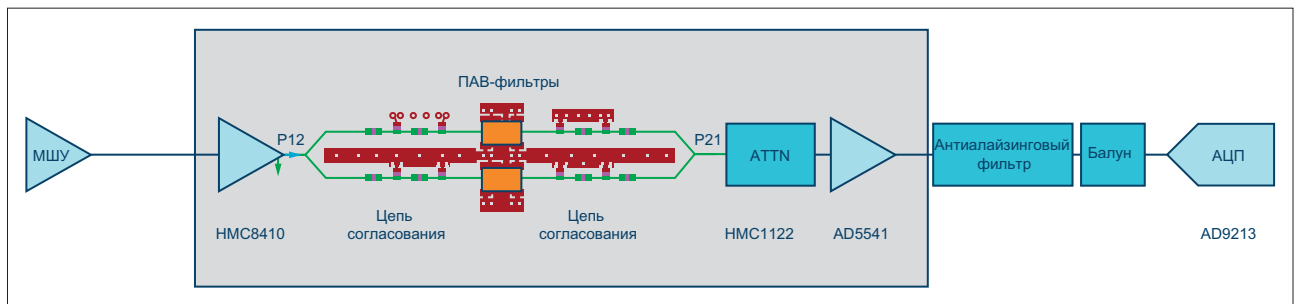 ПАВ-фильтры
МШУ
P12
P21
ATTN
Антиалайзинговый
фильтр
Балун
АЦП
Цепь
согласования
Цепь
согласования
HMC8410
HMC1122
AD5541
AD9213